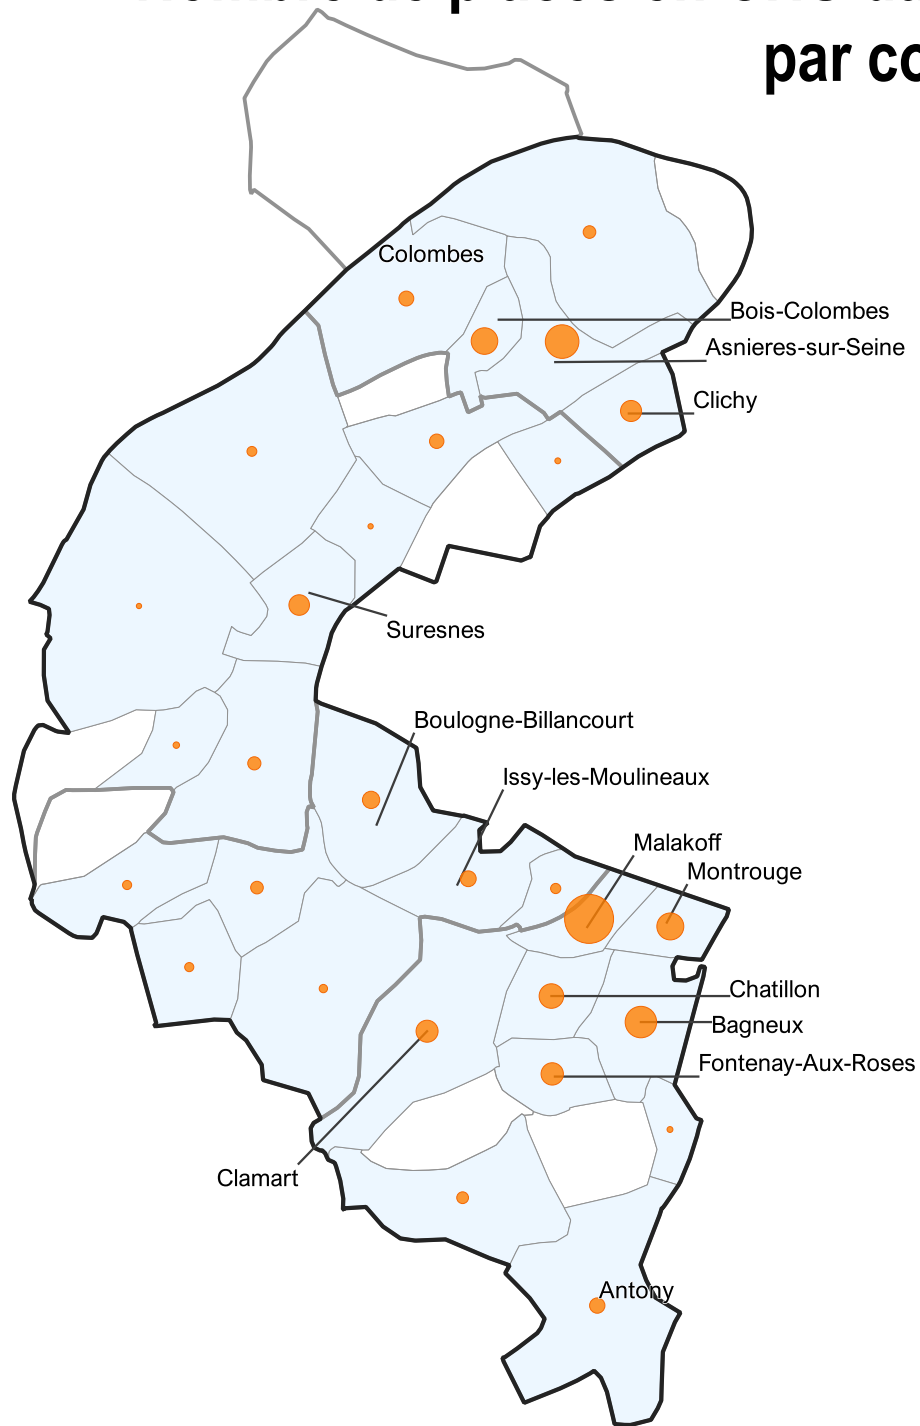 par
Colombes
Bois-Colombes
Asnieres-sur-Seine
Clichy
Suresnes
Boulogne-Billancourt
Issy-les-Moulineaux
Malakoff
Montrouge
Chatillon
Bagneux
Fontenay-Aux-Roses
Clamart
Antony